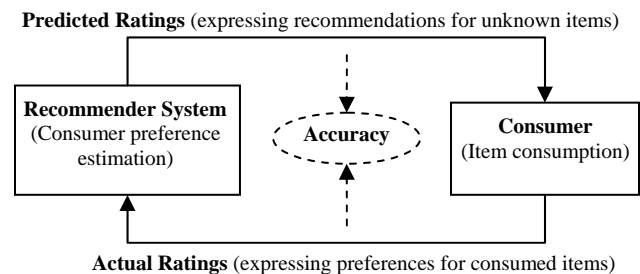 Predicted Ratings (expressing recommendations for unknown items)
Recommender System
(Consumer preference
estimation)
Accuracy
Consumer
(Item consumption)
Actual Ratings (expressing preferences for consumed items)